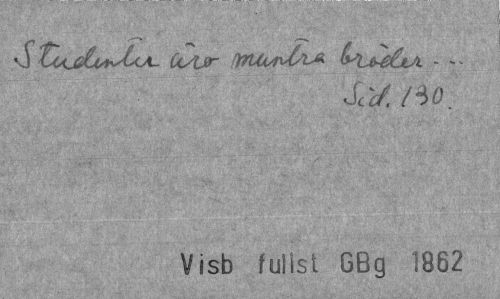 Studenter äro muntra bröder...
Sid. 130.
Visb fullst GBg 1862